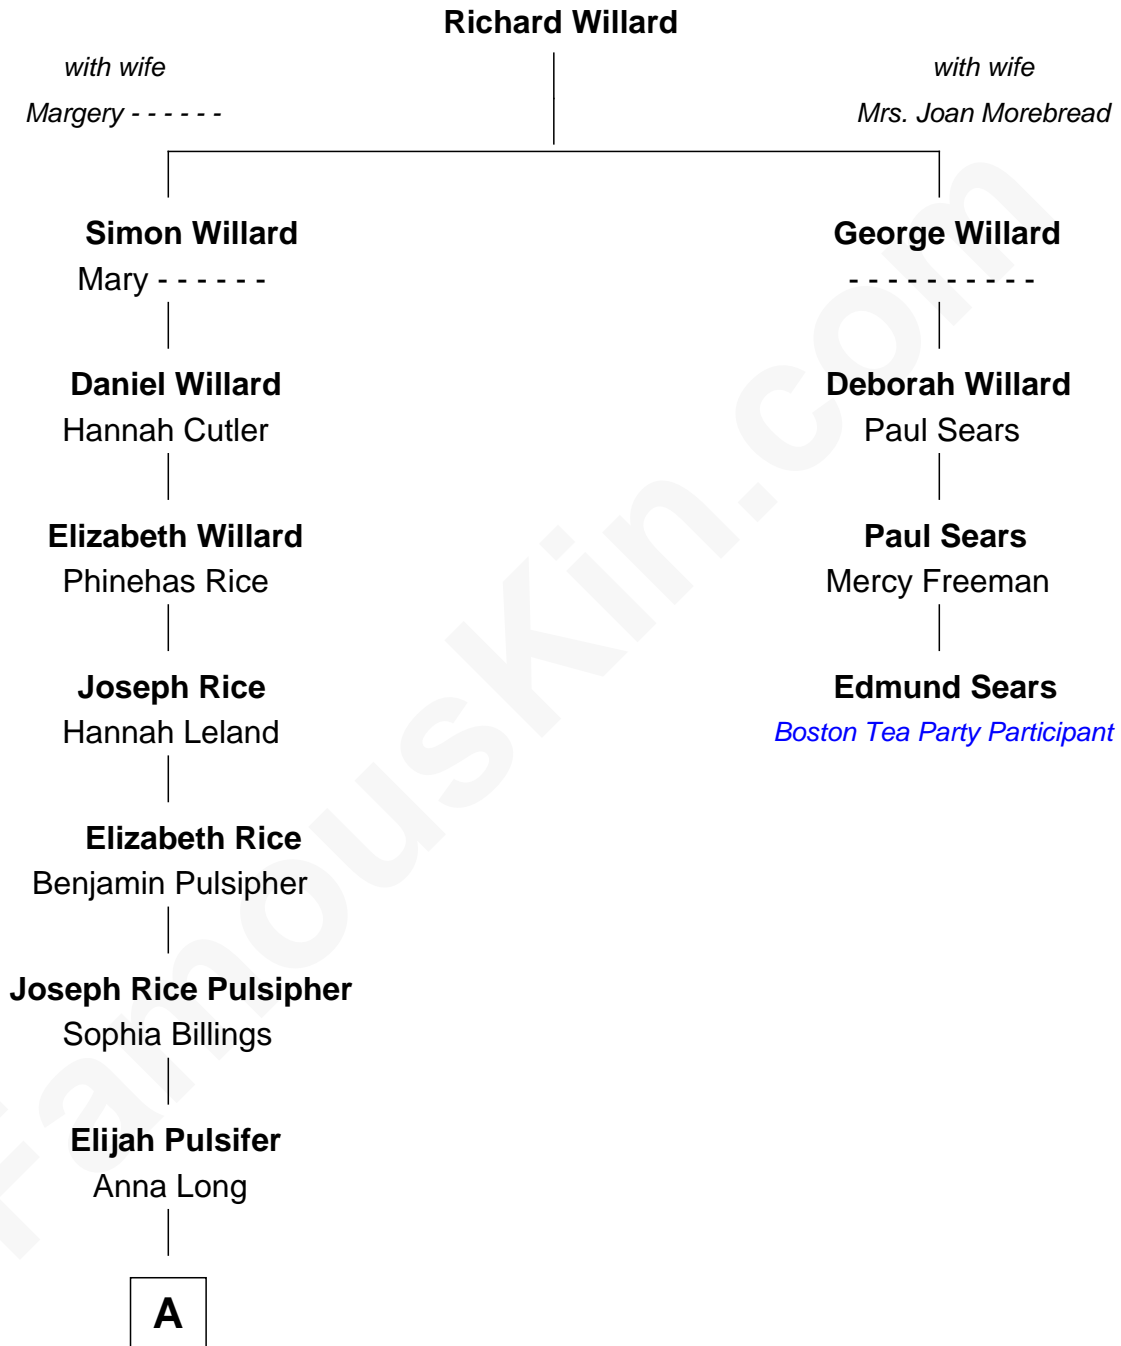 Richard Willard
with wife
Margery - - - - - -
with wife
Mrs. Joan Morebread
Simon Willard
Mary - - - - - -
George Willard
- - - - - - - - - -
Daniel Willard
Hannah Cutler
Deborah Willard
Paul Sears
Elizabeth Willard
Phinehas Rice
Paul Sears
Mercy Freeman
Joseph Rice
Hannah Leland
Edmund Sears
Boston Tea Party Participant
Elizabeth Rice
Benjamin Pulsipher
Joseph Rice Pulsipher
Sophia Billings
Elijah Pulsifer
Anna Long
A
FamousKin.com